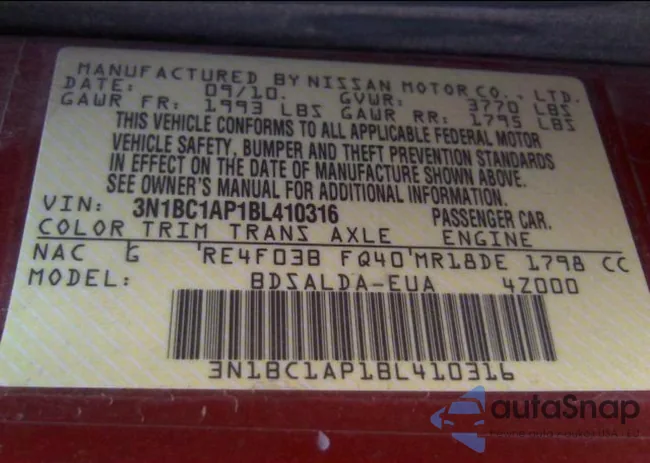 MANUFACTURED BY NISSAN MOTOR CO., LTD.
DATE: 09/10. GVWR: 3770 LBS
GAWR FR: 1993 LBS GAWR RR: 1795 LBS
THIS VEHICLE CONFORMS TO ALL APPLICABLE FEDERAL MOTOR
VEHICLE SAFETY, BUMPER AND THEFT PREVENTION STANDARDS
IN EFFECT ON THE DATE OF MANUFACTURE SHOWN ABOVE.
SEE OWNER'S MANUAL FOR ADDITIONAL INFORMATION.
VIN: 3N1BC1AP1BL410316 PASSENGER CAR.
COLOR TRIM TRANS AXLE ENGINE
NAC G 'RE4F03B FQ40'MR18DE 1798 CC
MODEL: BDSALDA-EUA 4Z000
3N1BC1AP1BL410316
autaSnap